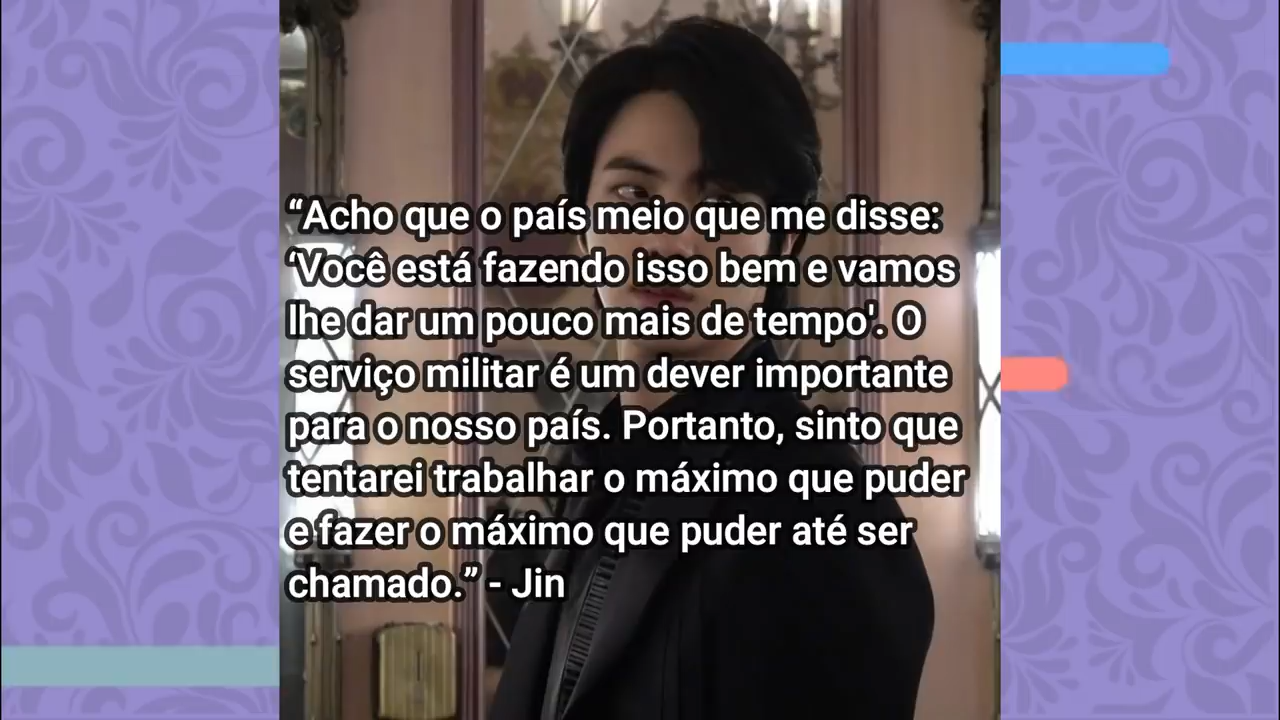 “Acho que o país meio que me disse:
‘Você está fazendo isso bem e vamos
lhe dar um pouco mais de tempo'. O
serviço militar é um dever importante
para o nosso país. Portanto, sinto que
tentarei trabalhar o máximo que puder
e fazer o máximo que puder até ser
chamado.” - Jin